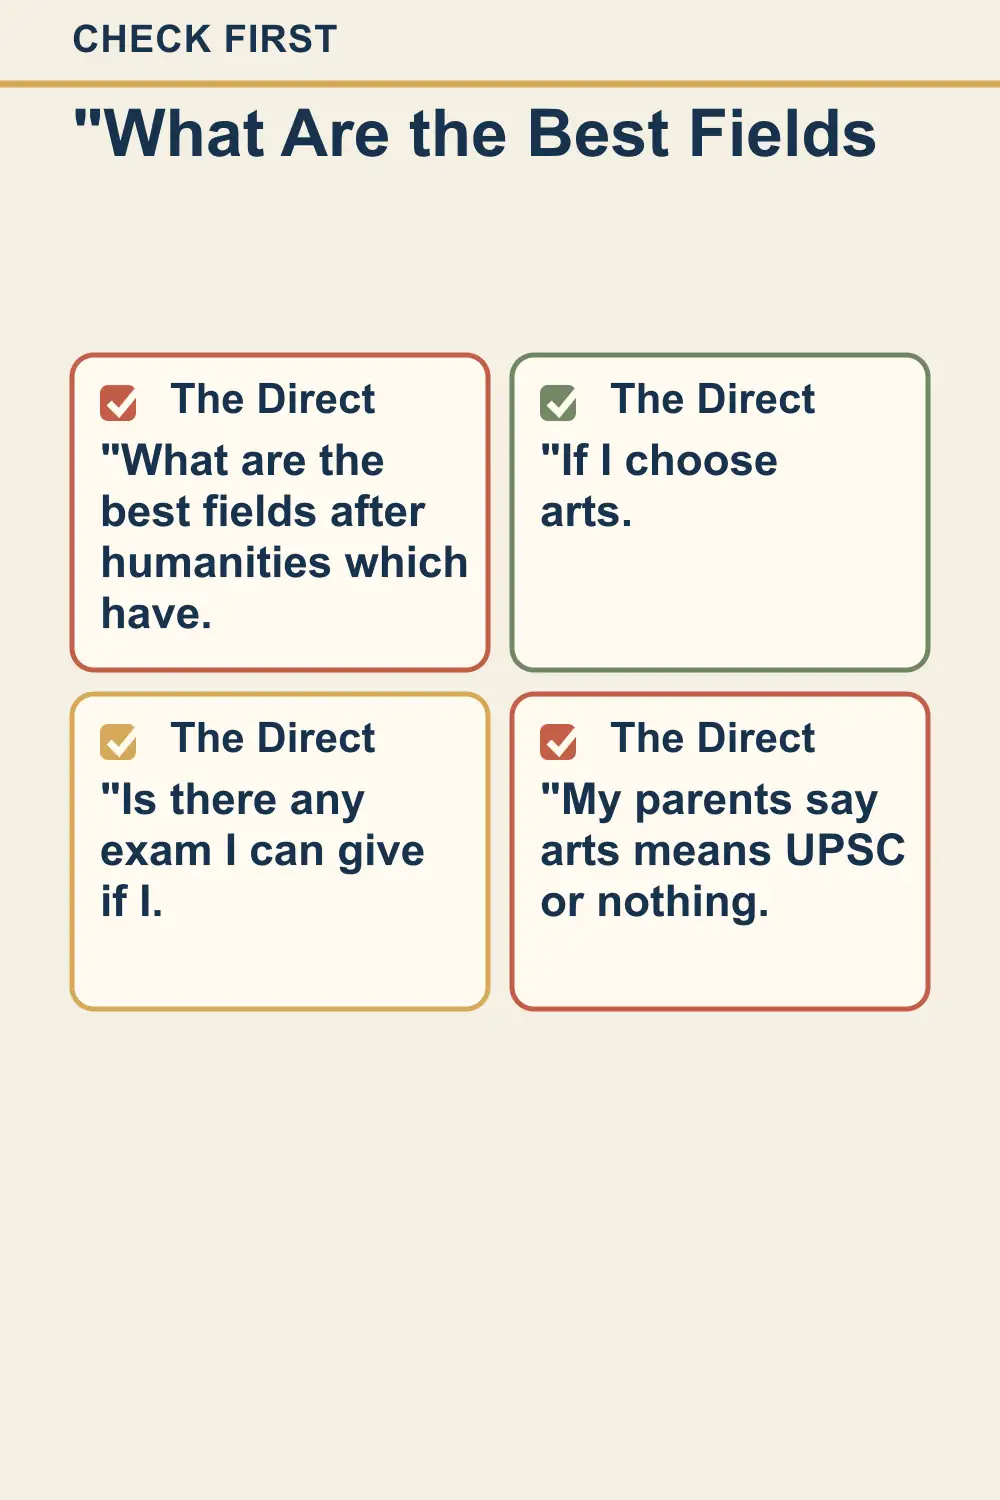 CHECK FIRST
"What Are the Best Fields
The Direct
"What are the
best fields after
humanities which
have.
The Direct
"If I choose
arts.
The Direct
"Is there any
exam I can give
if I.
The Direct
"My parents say
arts means UPSC
or nothing.